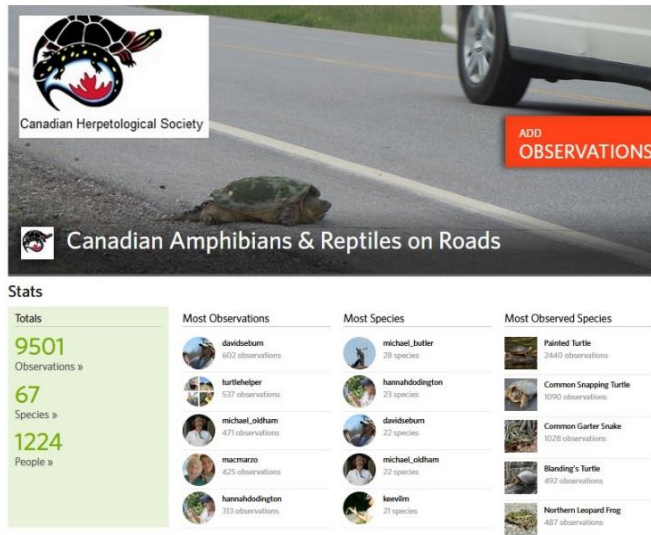 Canadian Herpetological Society
ADD
OBSERVATIONS
Canadian Amphibians & Reptiles on Roads
Stats
Totals
9501
Observations »
67
Species »
1224
People »
Most Observations
davidseburn
602 observations
turtlehelper
537 observations
michael_oldham
471 observations
macmarzo
425 observations
hannahdodington
313 observations
Most Species
michael_butler
28 species
hannahdodington
23 species
davidseburn
22 species
michael_oldham
22 species
keevilm
21 species
Most Observed Species
Painted Turtle
2440 observations
Common Snapping Turtle
1090 observations
Common Garter Snake
1028 observations
Blanding's Turtle
492 observations
Northern Leopard Frog
487 observations